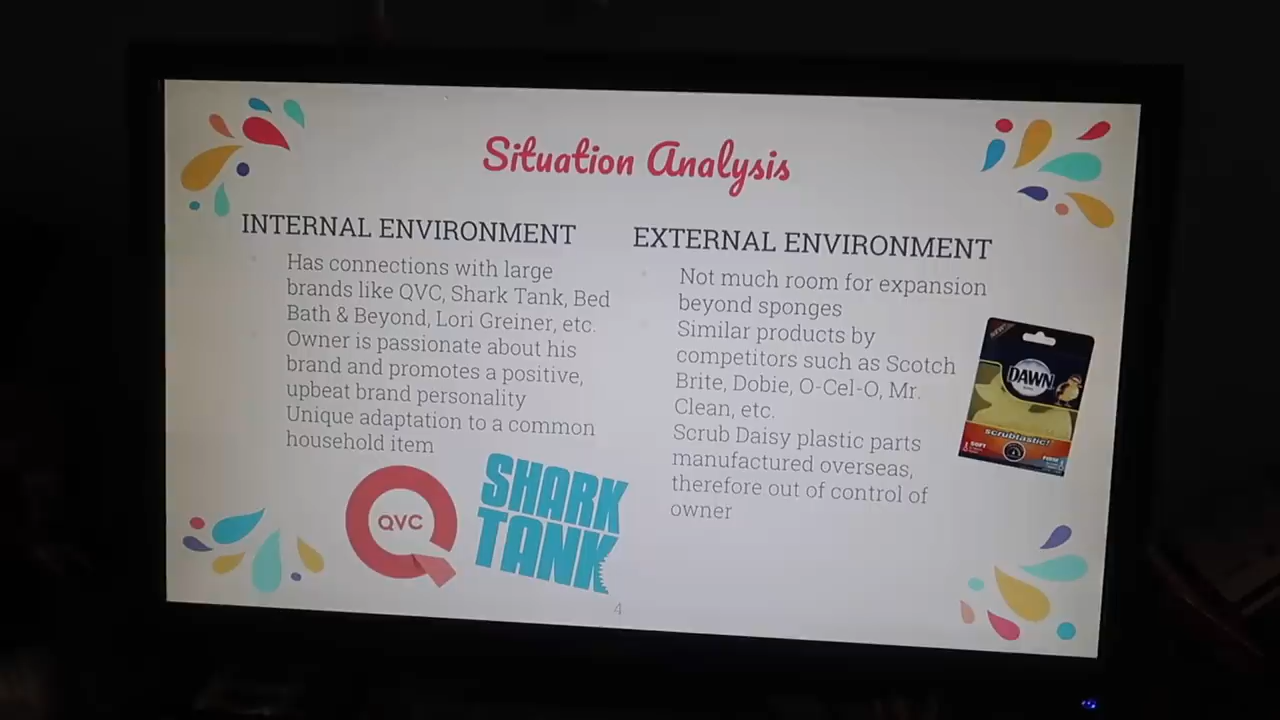 Situation Analysis
INTERNAL ENVIRONMENT
Has connections with large
brands like QVC, Shark Tank, Bed
Bath & Beyond, Lori Greiner, etc.
Owner is passionate about his
brand and promotes a positive,
upbeat brand personality
Unique adaptation to a common
household item
QVC
SHARK
TANK
EXTERNAL ENVIRONMENT
Not much room for expansion
beyond sponges
Similar products by
competitors such as Scotch
Brite, Dobie, O-Cel-O, Mr.
Clean, etc.
Scrub Daisy plastic parts
manufactured overseas,
therefore out of control of
owner
NEW!
DAWN
scrubtastic!
SOFT
FIRM
4